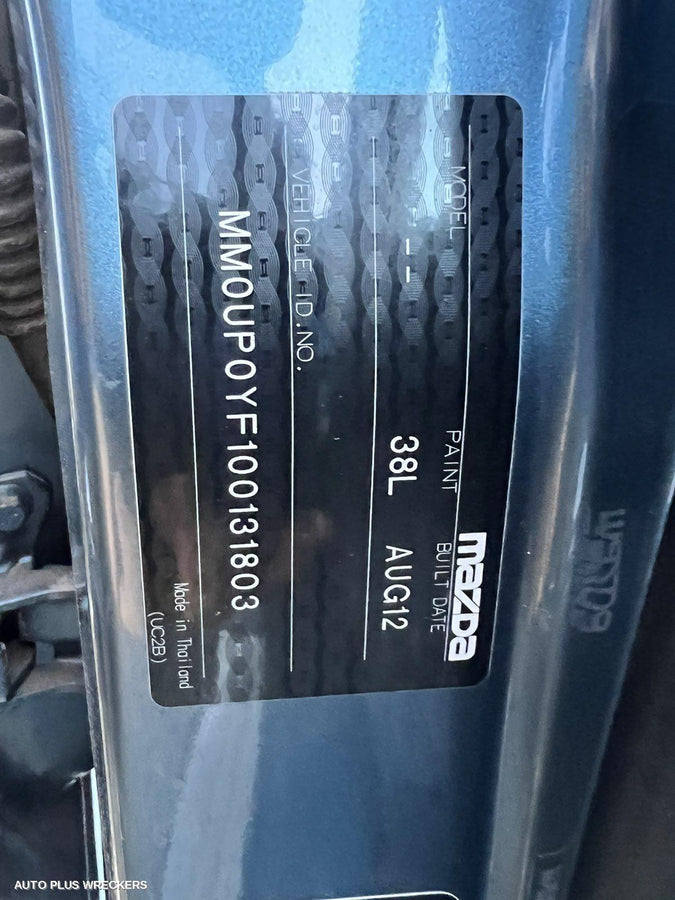 mazda
MODEL PAINT BUILT DATE
-- 38L AUG12
VEHICLE ID.NO.
MM0UP0YF100131803
Made in Thailand
(UC2B)
AUTO PLUS WRECKERS